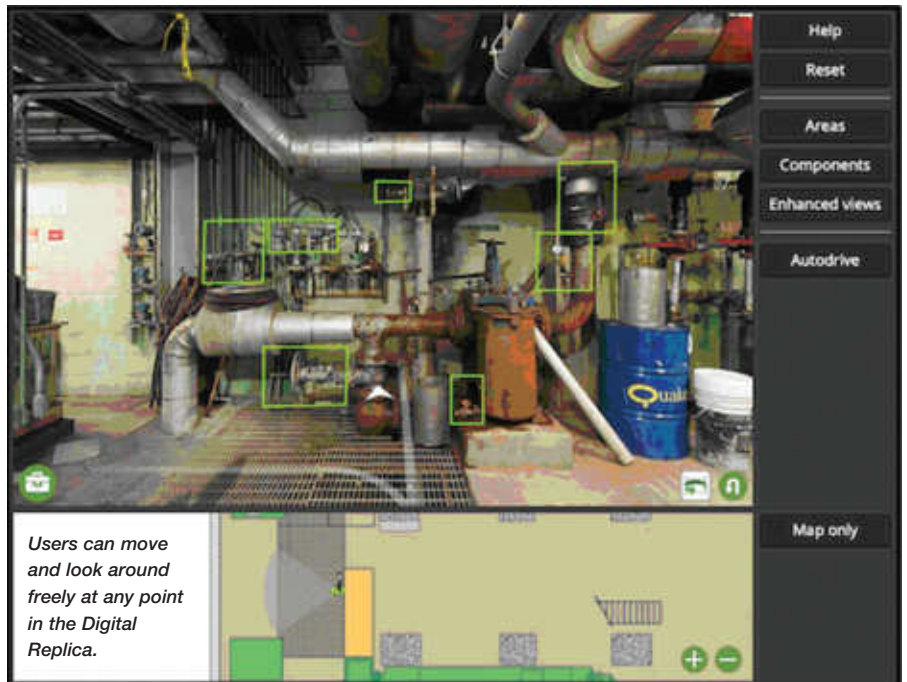 Help
Reset
Areas
Components
Enhanced views
Autodrive
Quak
Map only
Users can move
and look around
freely at any point
in the Digital
Replica.